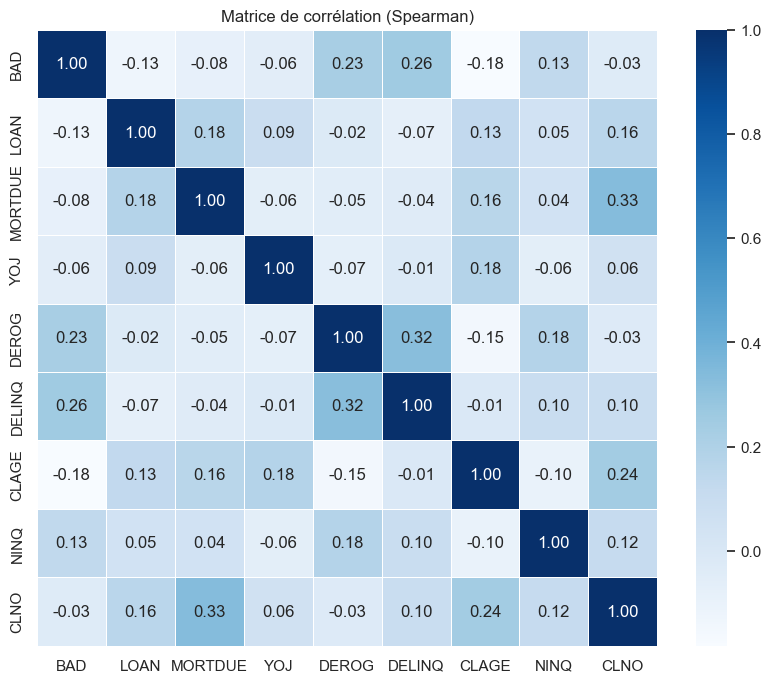 Matrice de corrélation (Spearman)
BAD 1.00 -0.13 -0.08 -0.06 0.23 0.26 -0.18 0.13 -0.03
LOAN -0.13 1.00 0.18 0.09 -0.02 -0.07 0.13 0.05 0.16
MORTDUE -0.08 0.18 1.00 -0.06 -0.05 -0.04 0.16 0.04 0.33
YOJ -0.06 0.09 -0.06 1.00 -0.07 -0.01 0.18 -0.06 0.06
DEROG 0.23 -0.02 -0.05 -0.07 1.00 0.32 -0.15 0.18 -0.03
DELINQ 0.26 -0.07 -0.04 -0.01 0.32 1.00 -0.01 0.10 0.10
CLAGE -0.18 0.13 0.16 0.18 -0.15 -0.01 1.00 -0.10 0.24
NINQ 0.13 0.05 0.04 -0.06 0.18 0.10 -0.10 1.00 0.12
CLNO -0.03 0.16 0.33 0.06 -0.03 0.10 0.24 0.12 1.00
BAD LOAN MORTDUE YOJ DEROG DELINQ CLAGE NINQ CLNO
1.0
0.8
0.6
0.4
0.2
0.0